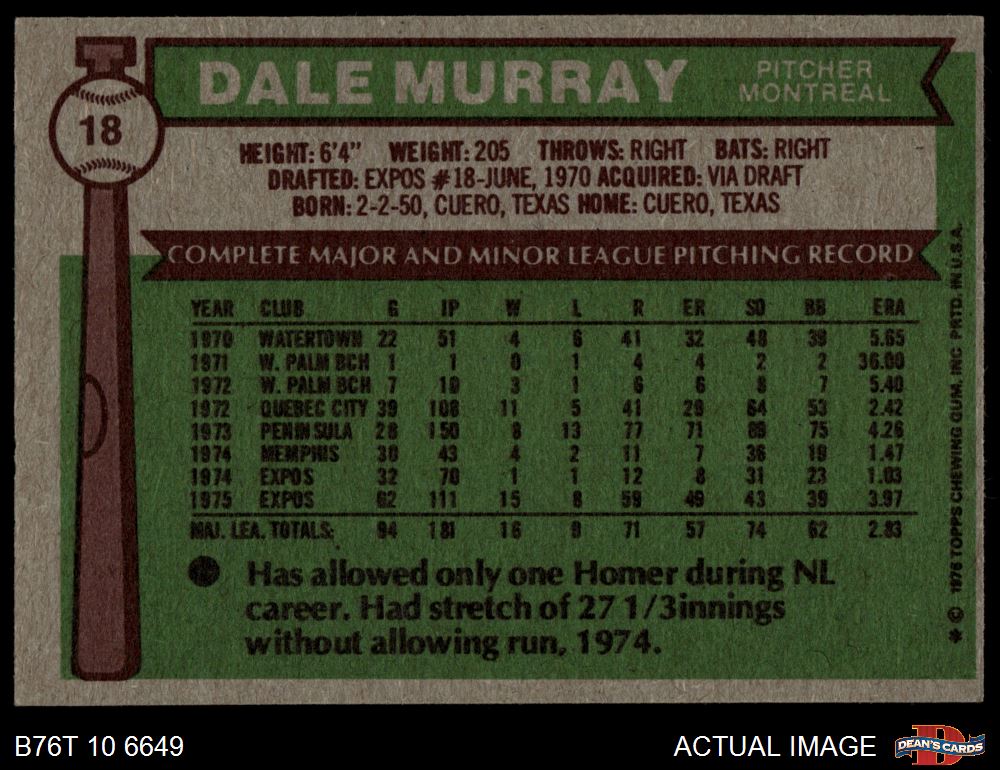 18
DALE MURRAY
PITCHER
MONTREAL
HEIGHT: 6'4" WEIGHT: 205 THROWS: RIGHT BATS: RIGHT
DRAFTED: EXPOS #18-JUNE, 1970 ACQUIRED: VIA DRAFT
BORN: 2-2-50, CUERO, TEXAS HOME: CUERO, TEXAS
COMPLETE MAJOR AND MINOR LEAGUE PITCHING RECORD
YEAR CLUB G IP W L R ER SO BB ERA
1970 WATERTOWN 22 51 4 6 41 32 48 39 5.65
1971 W. PALM BCH 1 1 0 1 4 4 2 2 36.00
1972 W. PALM BCH 7 10 3 1 6 6 8 7 5.40
1972 QUEBEC CITY 39 108 11 5 41 29 64 53 2.42
1973 PENINSULA 28 150 8 13 77 71 89 75 4.26
1974 MEMPHIS 30 43 4 2 11 7 36 19 1.47
1974 EXPOS 32 70 1 1 12 8 31 23 1.03
1975 EXPOS 62 111 15 8 59 49 43 39 3.97
MAJ. LEA. TOTALS: 94 181 16 9 71 57 74 62 2.83
Has allowed only one Homer during NL
career. Had stretch of 27 1/3innings
without allowing run, 1974.
* © 1976 TOPPS CHEWING GUM, INC PRTD. IN U.S.A.
B76T 10 6649
ACTUAL IMAGE
DEAN'S CARDS